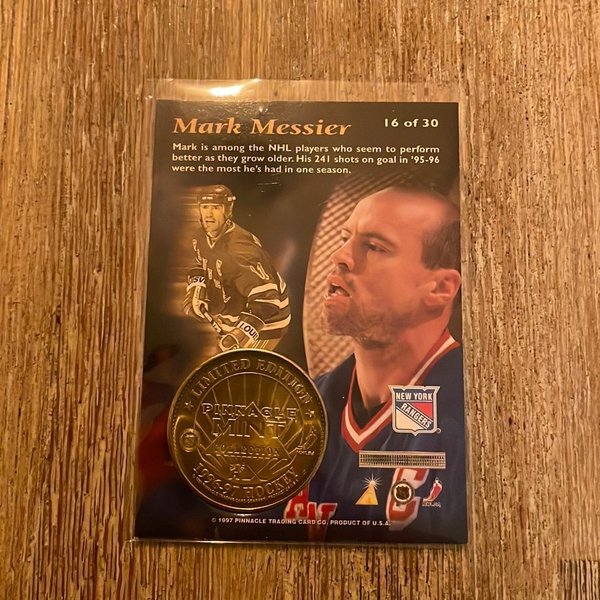 Mark Messier
16 of 30
Mark is among the NHL players who seem to perform
better as they grow older. His 241 shots on goal in '95-96
were the most he's had in one season.
LIMITED EDITION
PINNACLE
MINT
COLLECTION
1996-97 HOCKEY
NEW YORK
RANGERS
© 1997 PINNACLE TRADING CARD CO. PRODUCT OF U.S.A.